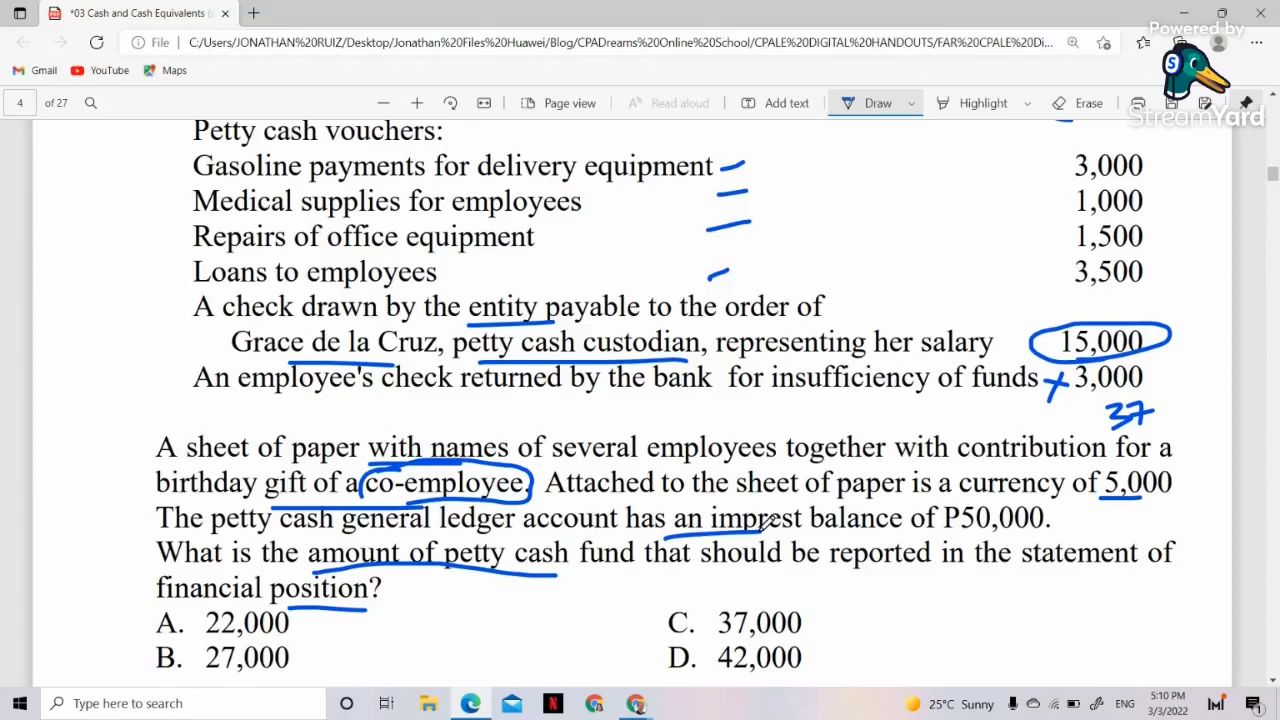 *03 Cash and Cash Equivalents (s
Powered by
File
C:/Users/JONATHAN%20RUIZ/Desktop/Jonathan%20Files%20Huawei/Blog/CPADreams%20Online%20School/CPALE%20DIGITAL%20HANDOUTS/FAR%20CPALE%20Di...
Gmail YouTube Maps
StreamYard
4 of 27 Page view Read aloud Add text Draw Highlight Erase
Petty cash vouchers:
Gasoline payments for delivery equipment 3,000
Medical supplies for employees 1,000
Repairs of office equipment 1,500
Loans to employees 3,500
A check drawn by the entity payable to the order of
Grace de la Cruz, petty cash custodian, representing her salary 15,000
An employee's check returned by the bank for insufficiency of funds 3,000
37
A sheet of paper with names of several employees together with contribution for a
birthday gift of a co-employee. Attached to the sheet of paper is a currency of 5,000
The petty cash general ledger account has an imprest balance of P50,000.
What is the amount of petty cash fund that should be reported in the statement of
financial position?
A. 22,000 C. 37,000
B. 27,000 D. 42,000
Type here to search
25°C Sunny
ENG
5:10 PM
3/3/2022